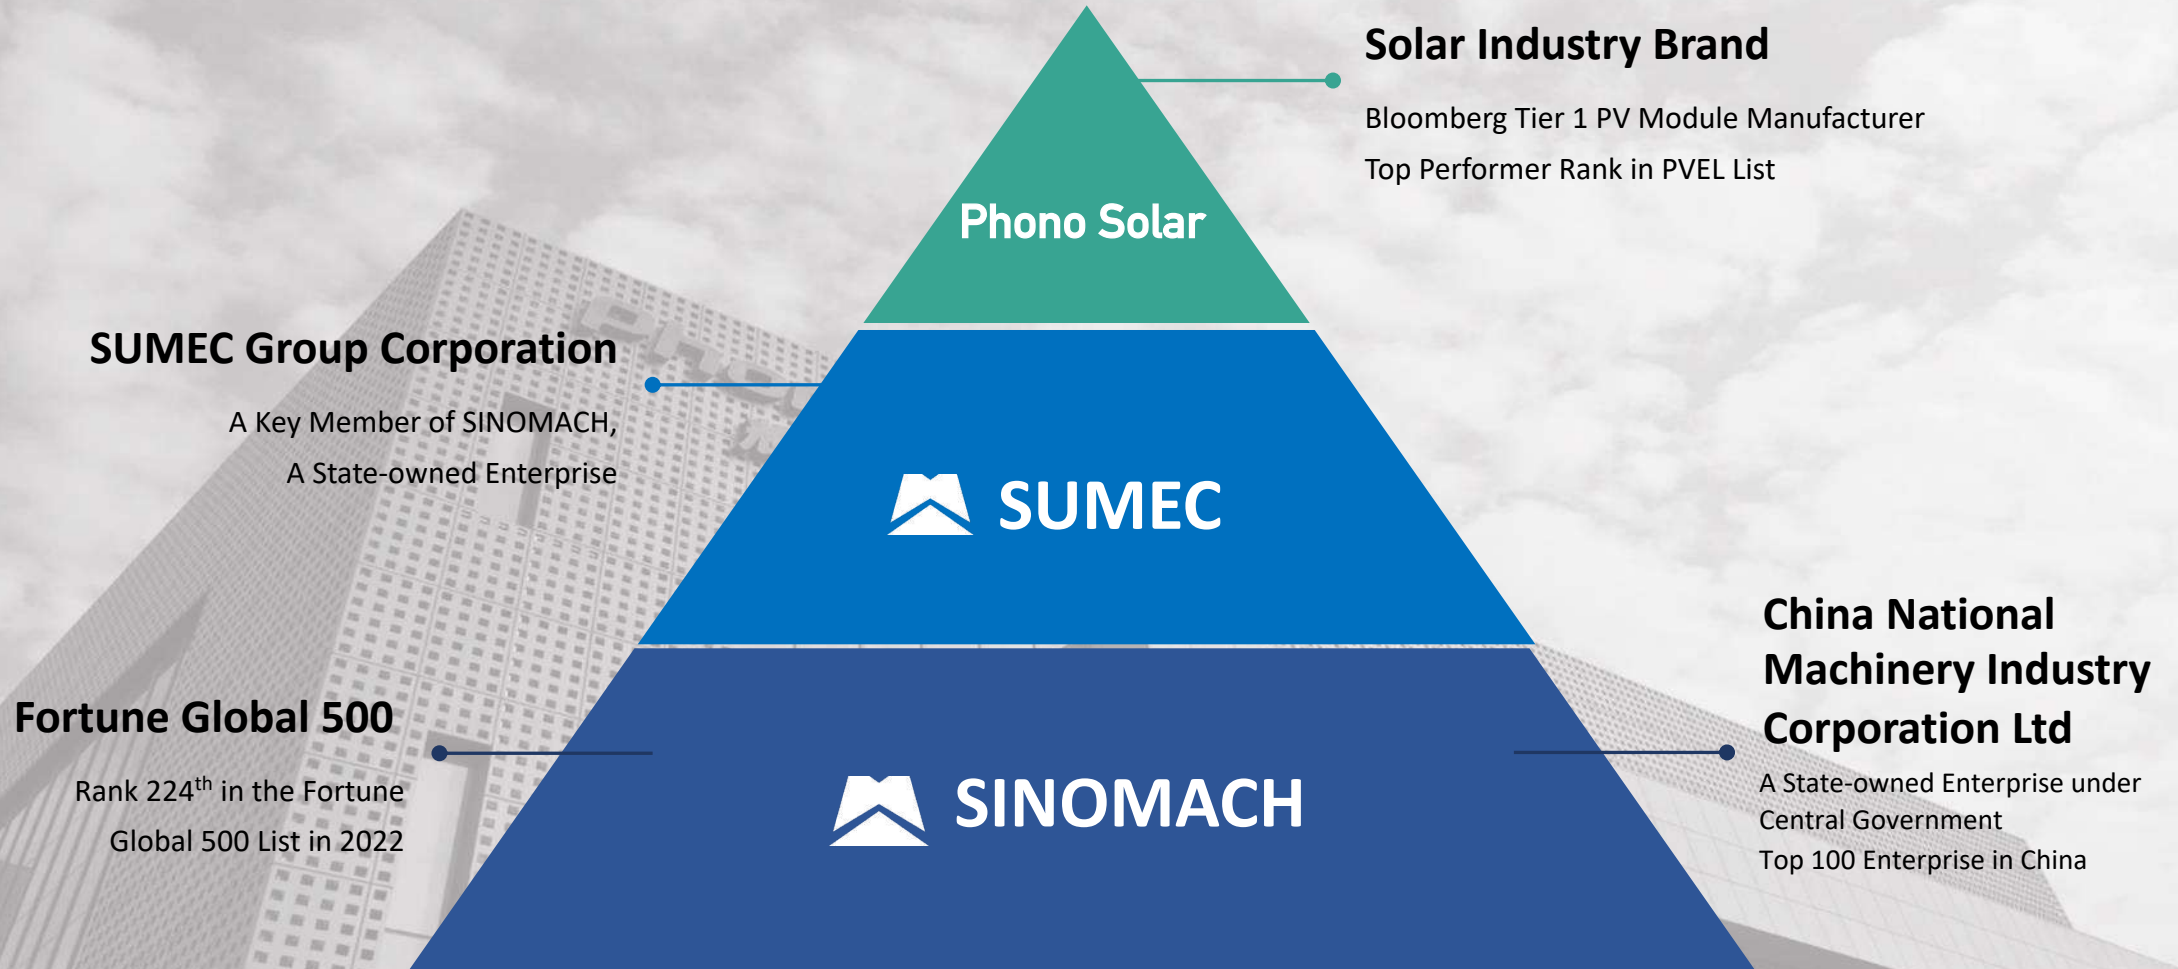 Solar Industry Brand
Bloomberg Tier 1 PV Module Manufacturer
Top Performer Rank in PVEL List
Phono Solar
SUMEC Group Corporation
A Key Member of SINOMACH,
A State-owned Enterprise
SUMEC
China National
Machinery Industry
Corporation Ltd
A State-owned Enterprise under
Central Government
Top 100 Enterprise in China
Fortune Global 500
Rank 224th in the Fortune
Global 500 List in 2022
SINOMACH